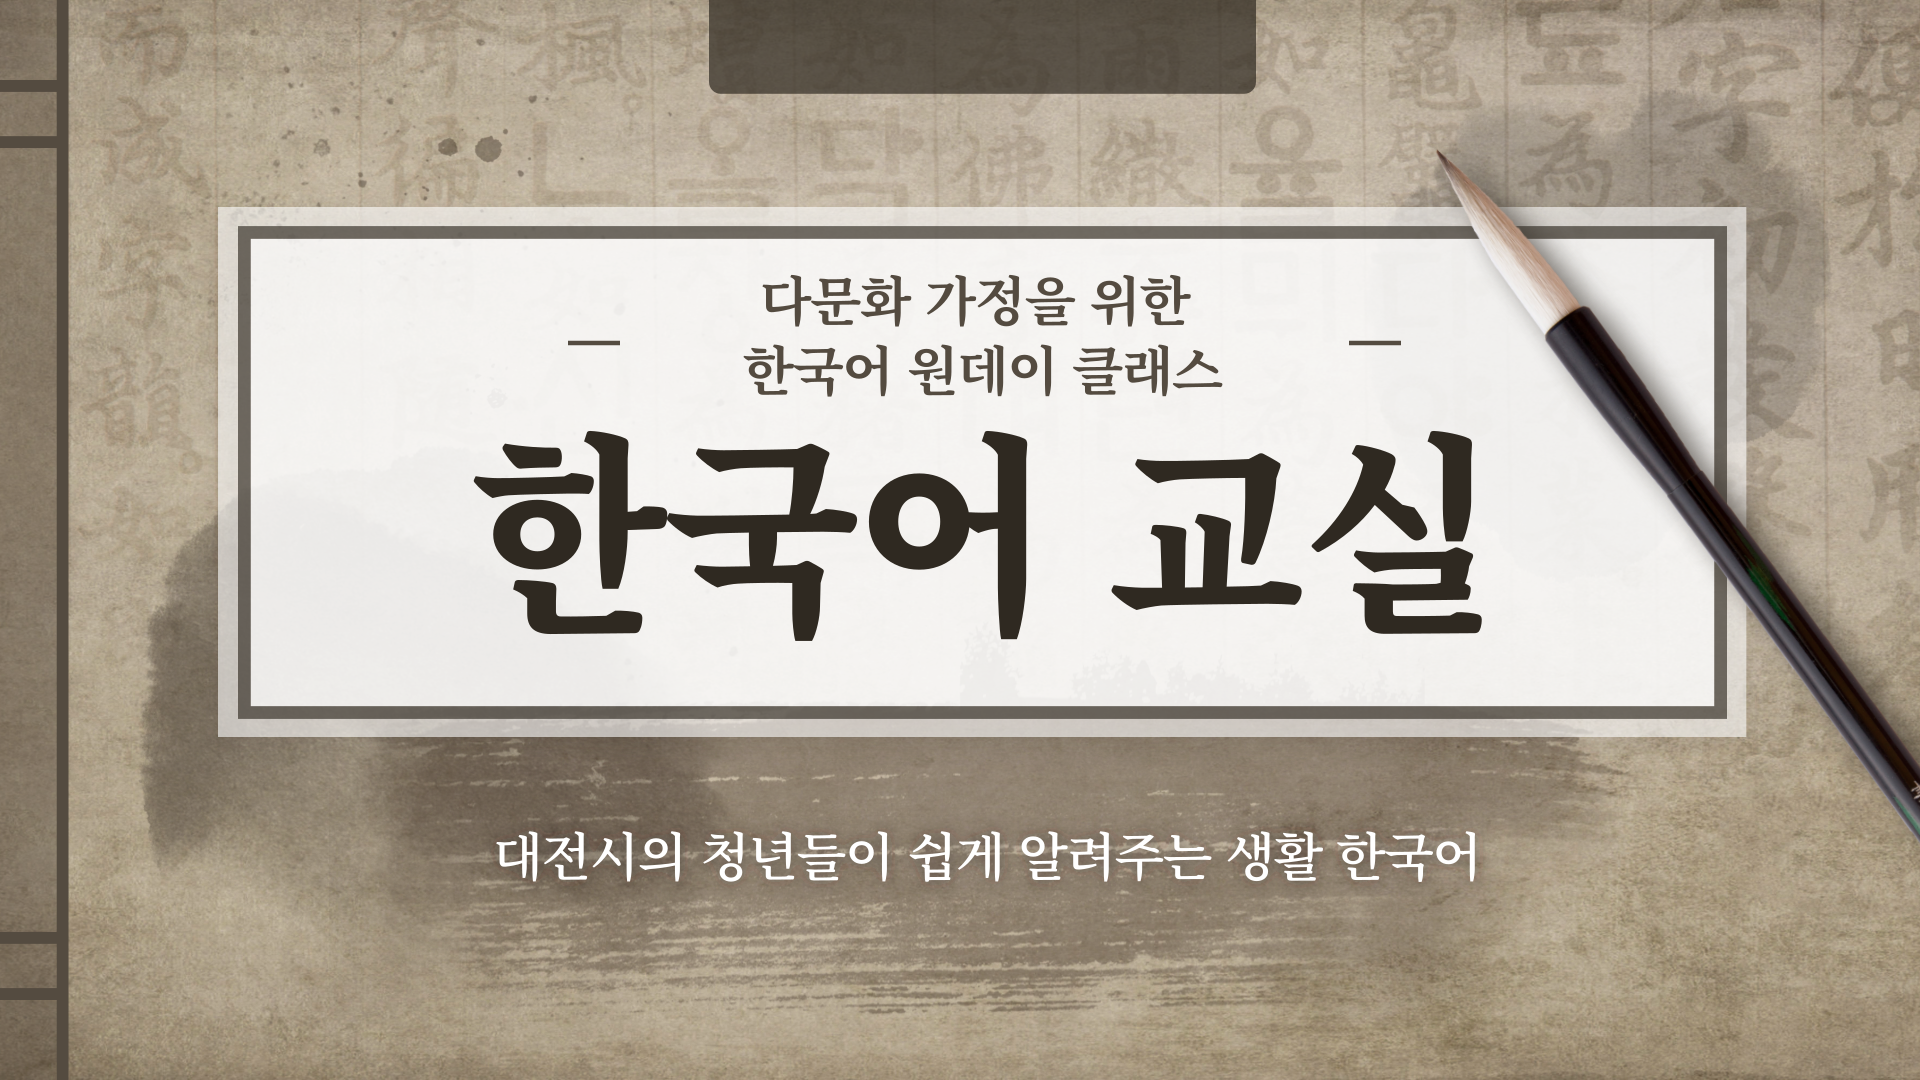 다문화 가정을 위한
한국어 원데이 클래스
한국어 교실
대전시의 청년들이 쉽게 알려주는 생활 한국어